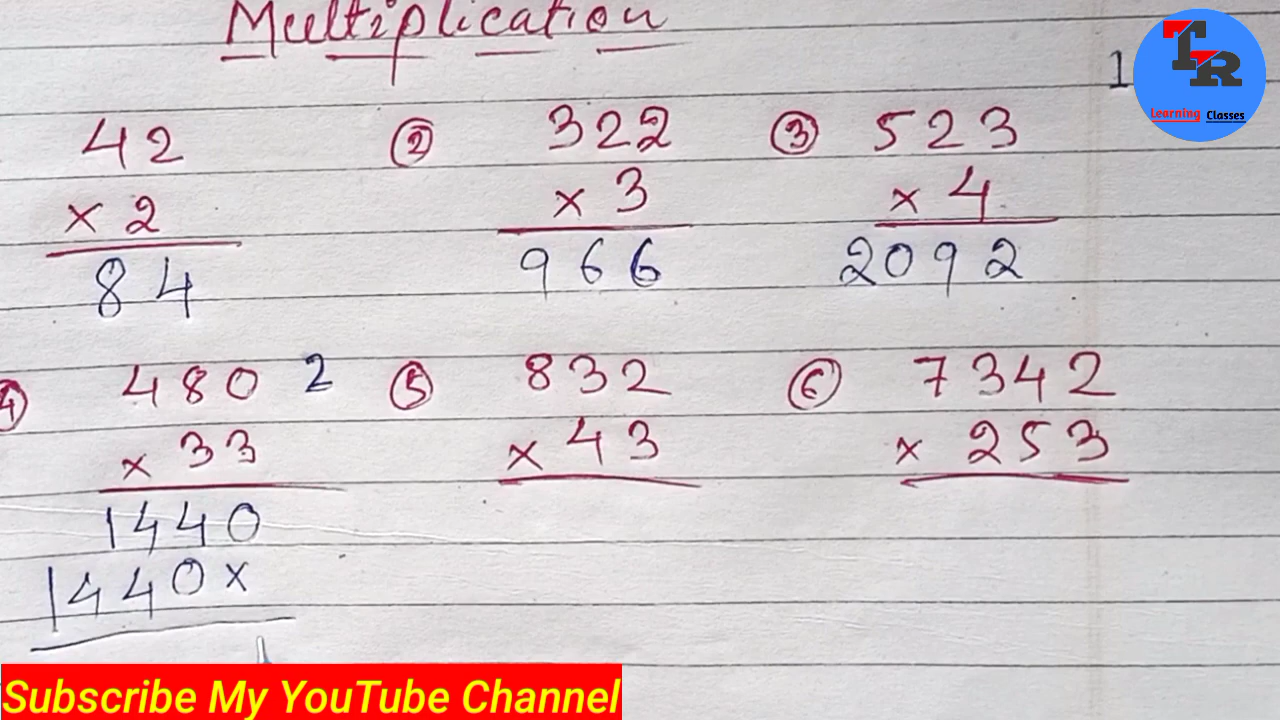 Multiplication
1
TR
Learning Classes
42 ② 322 ③ 523
× 2 × 3 × 4
84 966 2092
④ 480 2 ⑤ 832 ⑥ 7342
× 33 × 43 × 253
1440
1440×
Subscribe My YouTube Channel